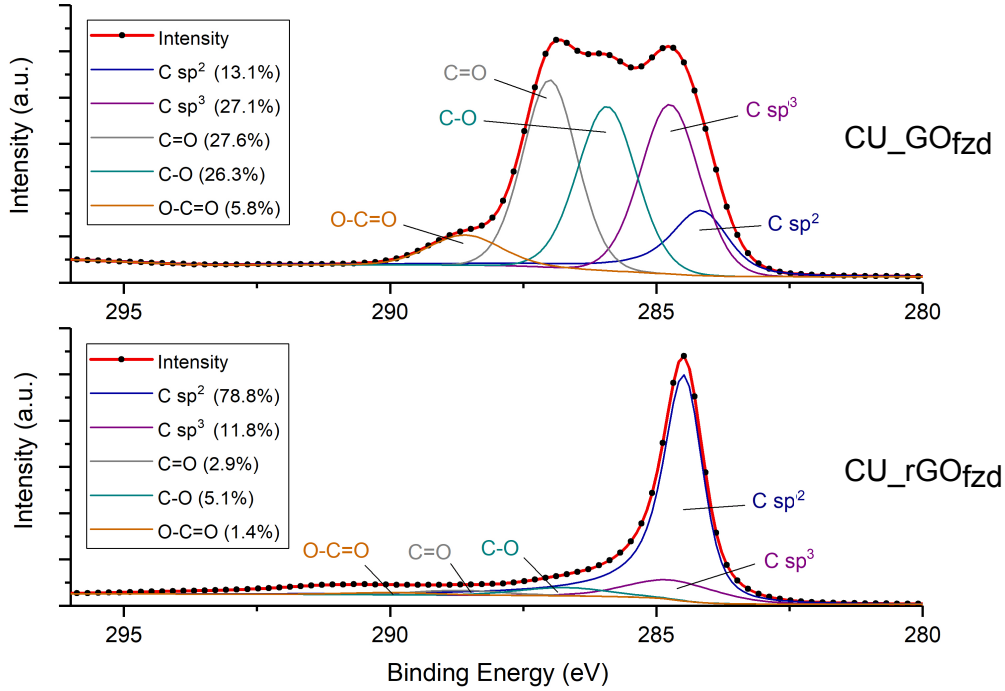 Intensity (a.u.)
Intensity
C sp² (13.1%)
C sp³ (27.1%)
C=O (27.6%)
C-O (26.3%)
O-C=O (5.8%)
C=O
C-O
C sp³
O-C=O
C sp²
CU_GOfzd
295 290 285 280
Intensity (a.u.)
Intensity
C sp² (78.8%)
C sp³ (11.8%)
C=O (2.9%)
C-O (5.1%)
O-C=O (1.4%)
C sp²
CU_rGOfzd
O-C=O
C=O
C-O
C sp³
295 290 285 280
Binding Energy (eV)